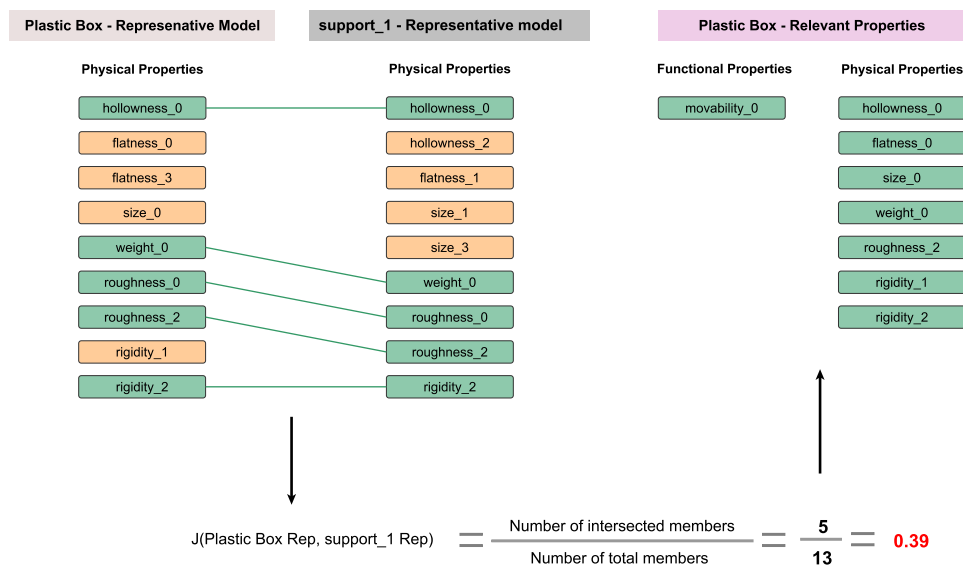 Plastic Box - Represenative Model
support_1 - Representative model
Plastic Box - Relevant Properties
Physical Properties
Physical Properties
Functional Properties
Physical Properties
hollowness_0
flatness_0
flatness_3
size_0
weight_0
roughness_0
roughness_2
rigidity_1
rigidity_2
hollowness_0
hollowness_2
flatness_1
size_1
size_3
weight_0
roughness_0
roughness_2
rigidity_2
movability_0
hollowness_0
flatness_0
size_0
weight_0
roughness_2
rigidity_1
rigidity_2
J(Plastic Box Rep, support_1 Rep) = Number of intersected members = 5 = 0.39
Number of total members 13